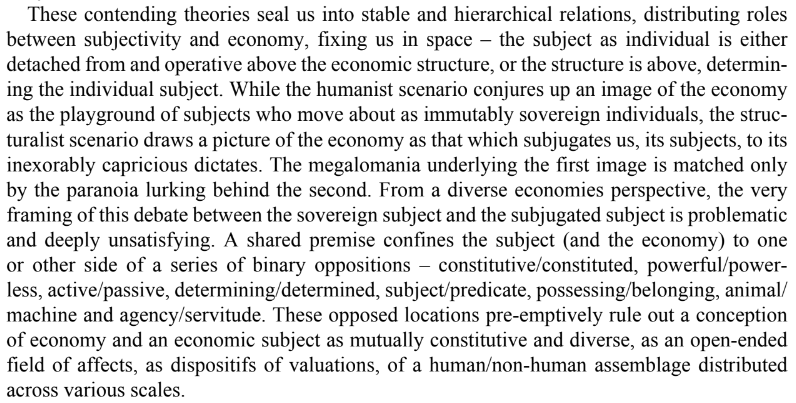 These contending theories seal us into stable and hierarchical relations, distributing roles
between subjectivity and economy, fixing us in space – the subject as individual is either
detached from and operative above the economic structure, or the structure is above, determin-
ing the individual subject. While the humanist scenario conjures up an image of the economy
as the playground of subjects who move about as immutably sovereign individuals, the struc-
turalist scenario draws a picture of the economy as that which subjugates us, its subjects, to its
inexorably capricious dictates. The megalomania underlying the first image is matched only
by the paranoia lurking behind the second. From a diverse economies perspective, the very
framing of this debate between the sovereign subject and the subjugated subject is problematic
and deeply unsatisfying. A shared premise confines the subject (and the economy) to one
or other side of a series of binary oppositions – constitutive/constituted, powerful/power-
less, active/passive, determining/determined, subject/predicate, possessing/belonging, animal/
machine and agency/servitude. These opposed locations pre-emptively rule out a conception
of economy and an economic subject as mutually constitutive and diverse, as an open-ended
field of affects, as dispositifs of valuations, of a human/non-human assemblage distributed
across various scales.